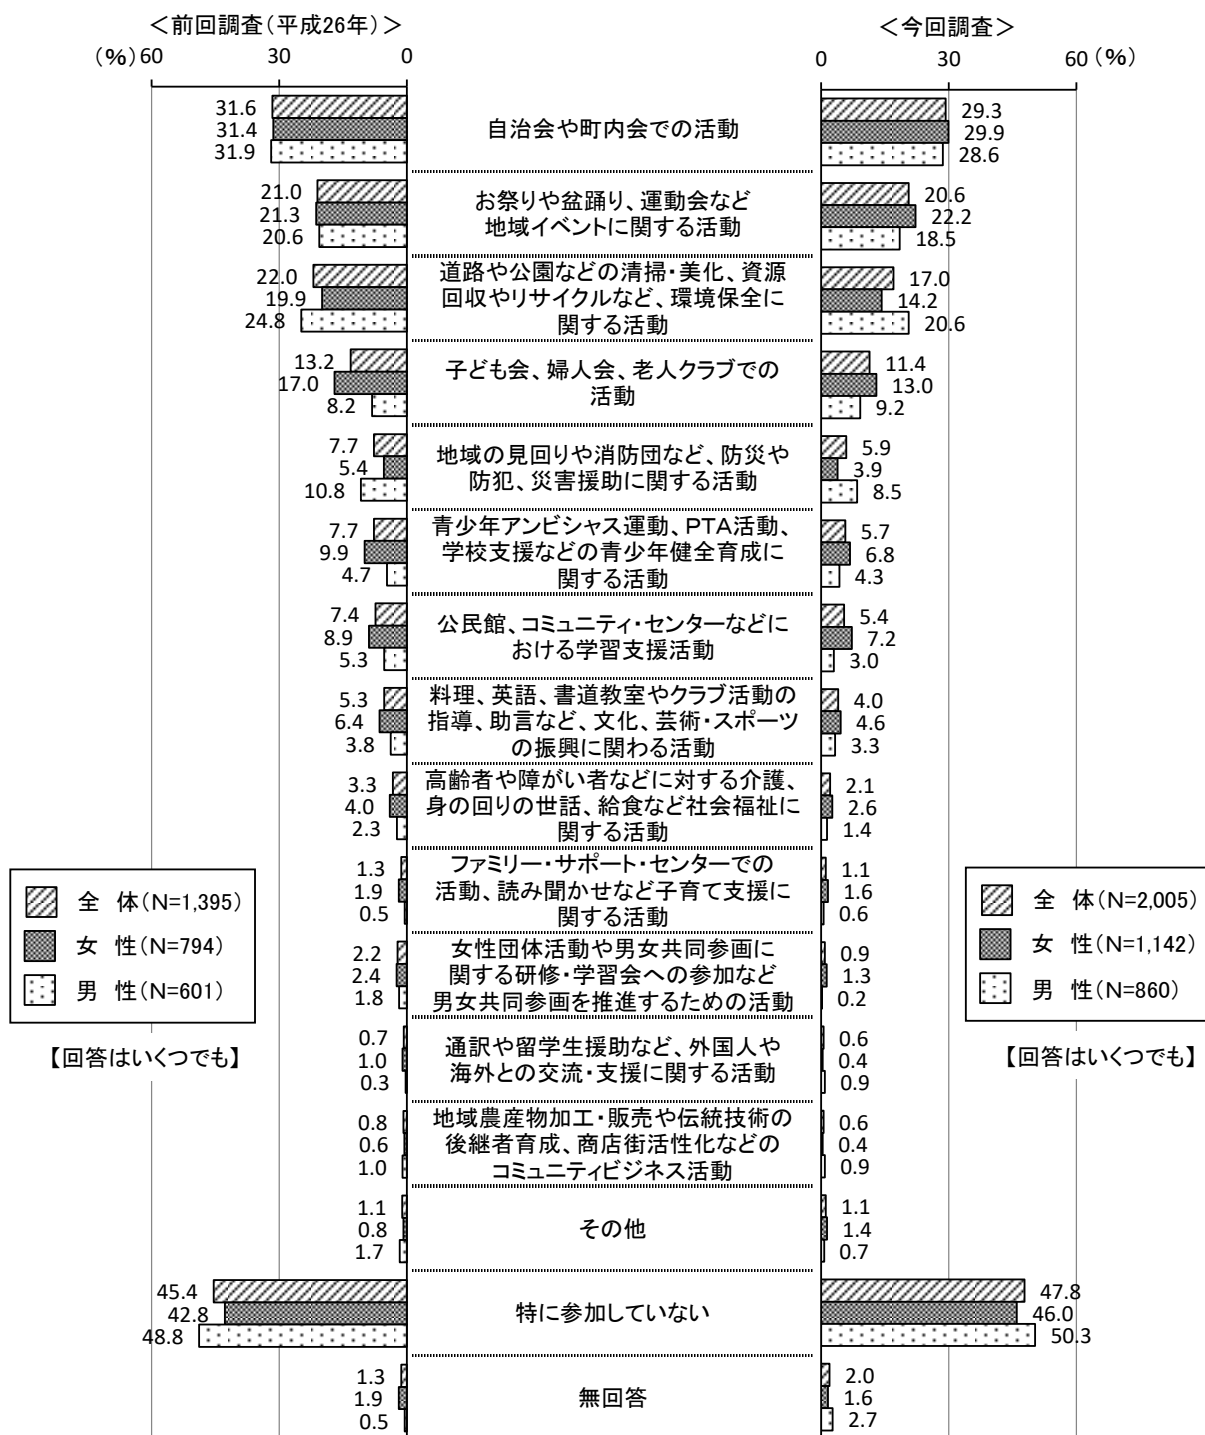 ＜前回調査（平成26年）＞
＜今回調査＞
（％）60 30 0
0 30 60（％）
31.6
31.4
31.9
自治会や町内会での活動
29.3
29.9
28.6
21.0
21.3
20.6
お祭りや盆踊り、運動会など
地域イベントに関する活動
20.6
22.2
18.5
22.0
19.9
24.8
道路や公園などの清掃・美化、資源
回収やリサイクルなど、環境保全に
関する活動
17.0
14.2
20.6
13.2
17.0
8.2
子ども会、婦人会、老人クラブでの
活動
11.4
13.0
9.2
7.7
5.4
10.8
地域の見回りや消防団など、防災や
防犯、災害援助に関する活動
5.9
3.9
8.5
7.7
9.9
4.7
青少年アンビシャス運動、PTA活動、
学校支援などの青少年健全育成に
関する活動
5.7
6.8
4.3
7.4
8.9
5.3
公民館、コミュニティ・センターなどに
おける学習支援活動
5.4
7.2
3.0
5.3
6.4
3.8
料理、英語、書道教室やクラブ活動の
指導、助言など、文化、芸術・スポーツ
の振興に関わる活動
4.0
4.6
3.3
3.3
4.0
2.3
高齢者や障がい者などに対する介護、
身の回りの世話、給食など社会福祉に
関する活動
2.1
2.6
1.4
1.3
1.9
0.5
ファミリー・サポート・センターでの
活動、読み聞かせなど子育て支援に
関する活動
1.1
1.6
0.6
2.2
2.4
1.8
女性団体活動や男女共同参画に
関する研修・学習会への参加など
男女共同参画を推進するための活動
0.9
1.3
0.2
0.7
1.0
0.3
通訳や留学生援助など、外国人や
海外との交流・支援に関する活動
0.6
0.4
0.9
0.8
0.6
1.0
地域農産物加工・販売や伝統技術の
後継者育成、商店街活性化などの
コミュニティビジネス活動
0.6
0.4
0.9
1.1
0.8
1.7
その他
1.1
1.4
0.7
45.4
42.8
48.8
特に参加していない
47.8
46.0
50.3
1.3
1.9
0.5
無回答
2.0
1.6
2.7
全 体（N=1,395）
女 性（N=794）
男 性（N=601）
【回答はいくつでも】
全 体（N=2,005）
女 性（N=1,142）
男 性（N=860）
【回答はいくつでも】